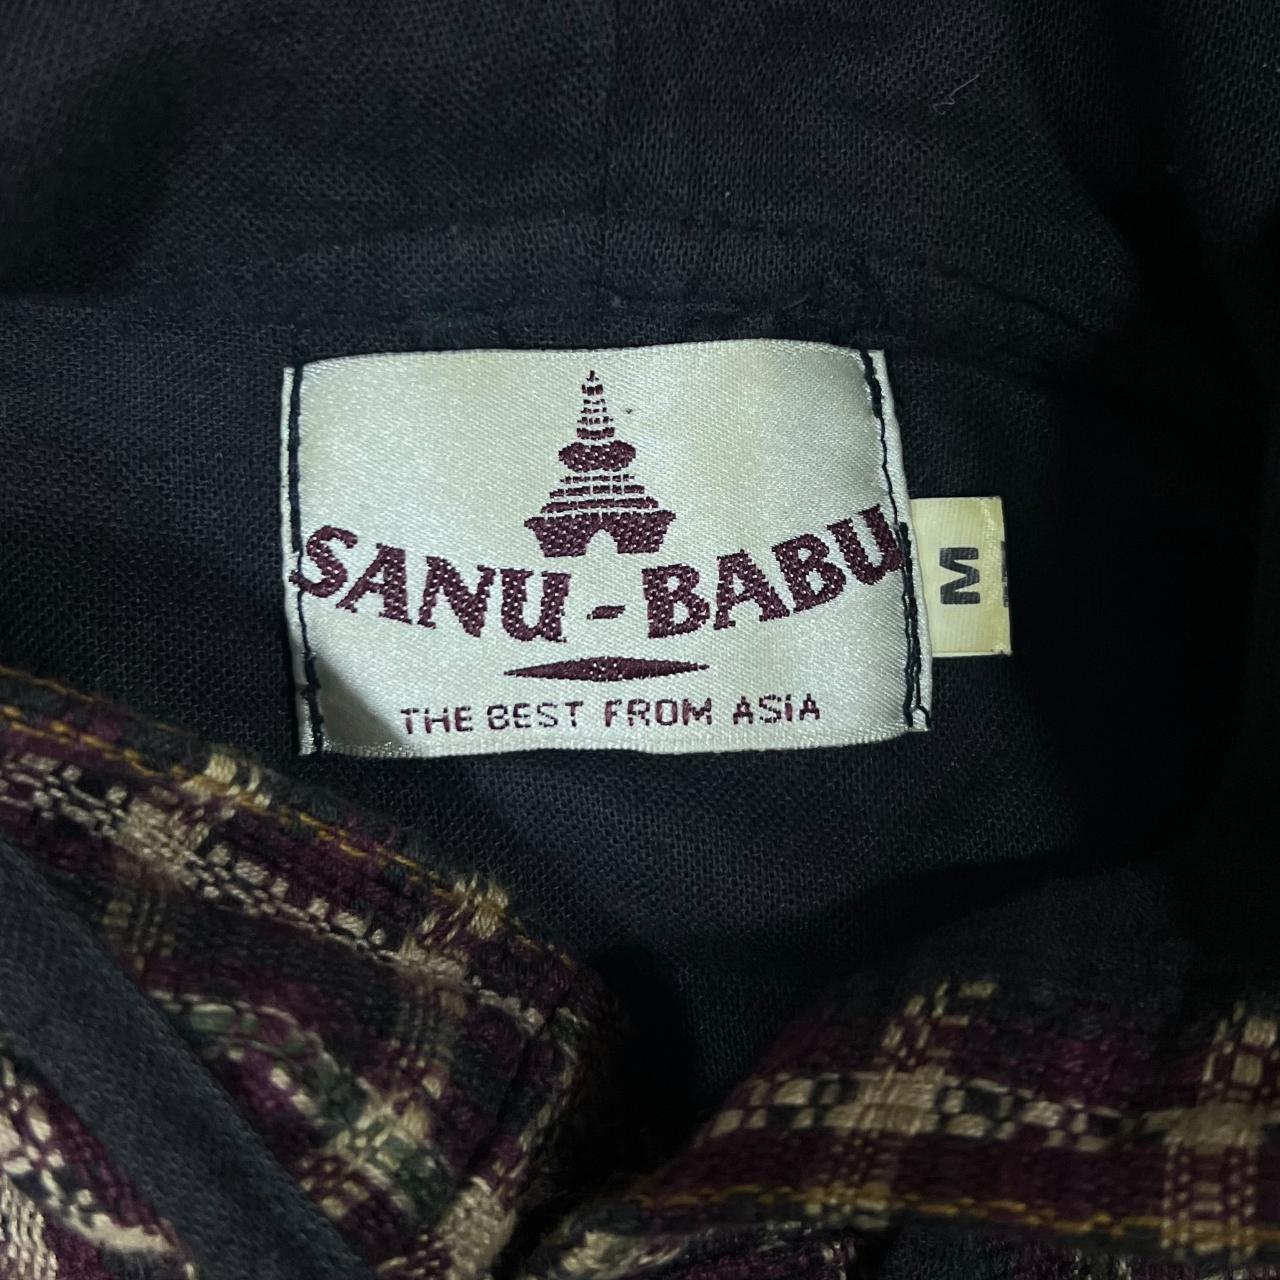 SANU-BABU
THE BEST FROM ASIA
M